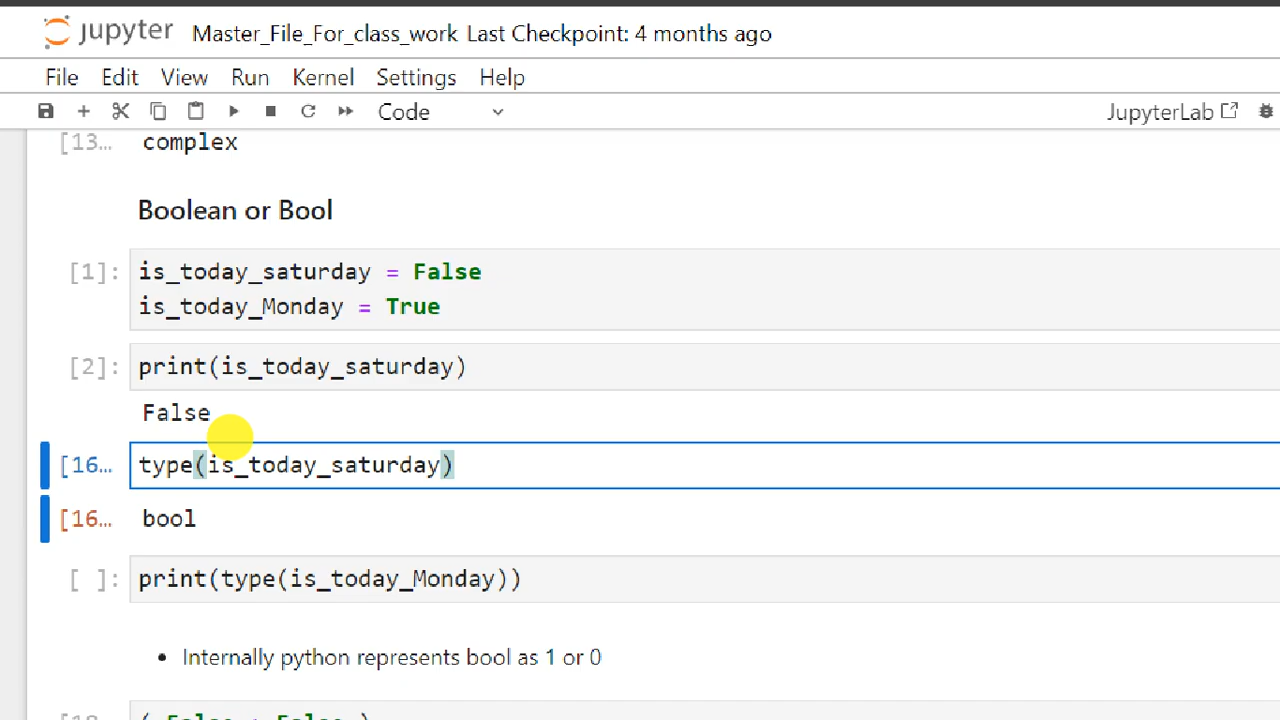 jupyter Master_File_For_class_work Last Checkpoint: 4 months ago
File Edit View Run Kernel Settings Help
Code JupyterLab
[13… complex
Boolean or Bool
[1]: is_today_saturday = False
is_today_Monday = True
[2]: print(is_today_saturday)
False
[16… type(is_today_saturday)
[16… bool
[ ]: print(type(is_today_Monday))
• Internally python represents bool as 1 or 0